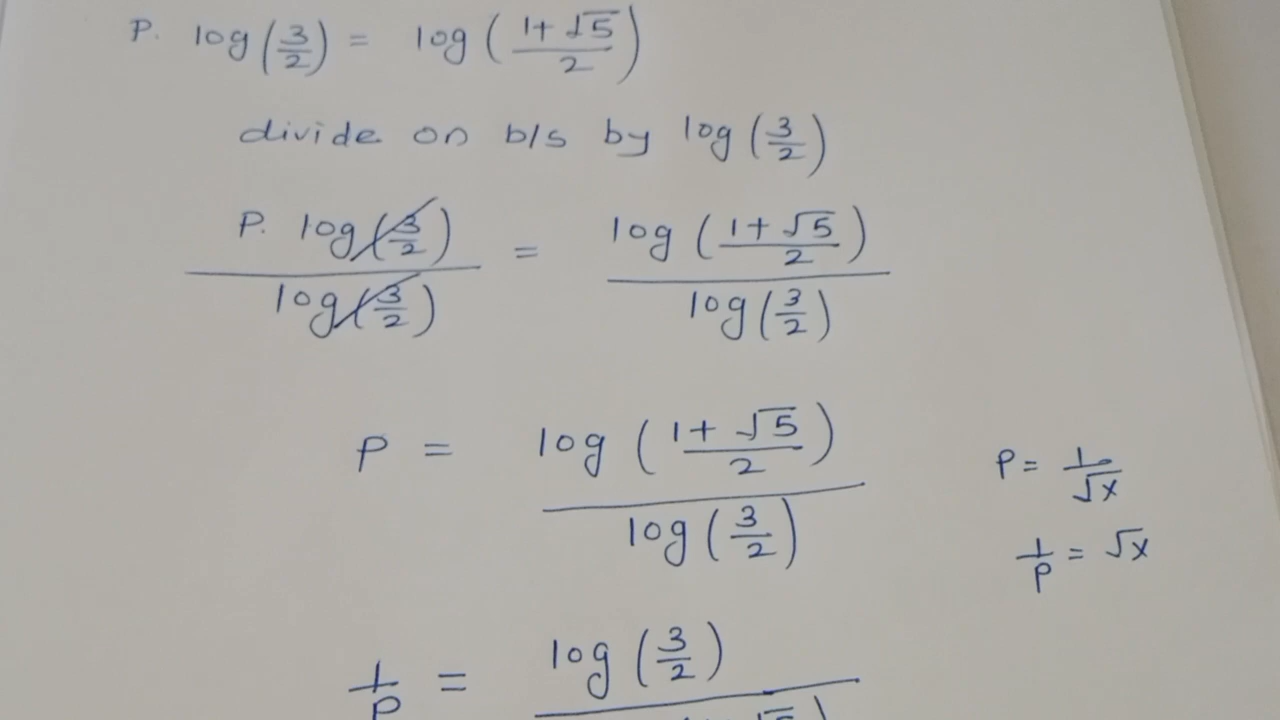 P. log(3/2) = log((1+√5)/2)
divide on b/s by log(3/2)
P. log(3/2) / log(3/2) = log((1+√5)/2) / log(3/2)
P = log((1+√5)/2) / log(3/2)
P = 1/√x
1/P = √x
1/P = log(3/2) / √5)